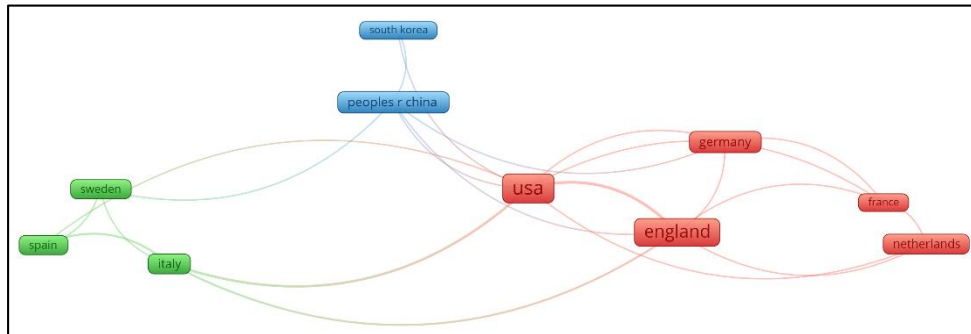 south korea
peoples r china
germany
usa
sweden
france
england
spain
netherlands
italy